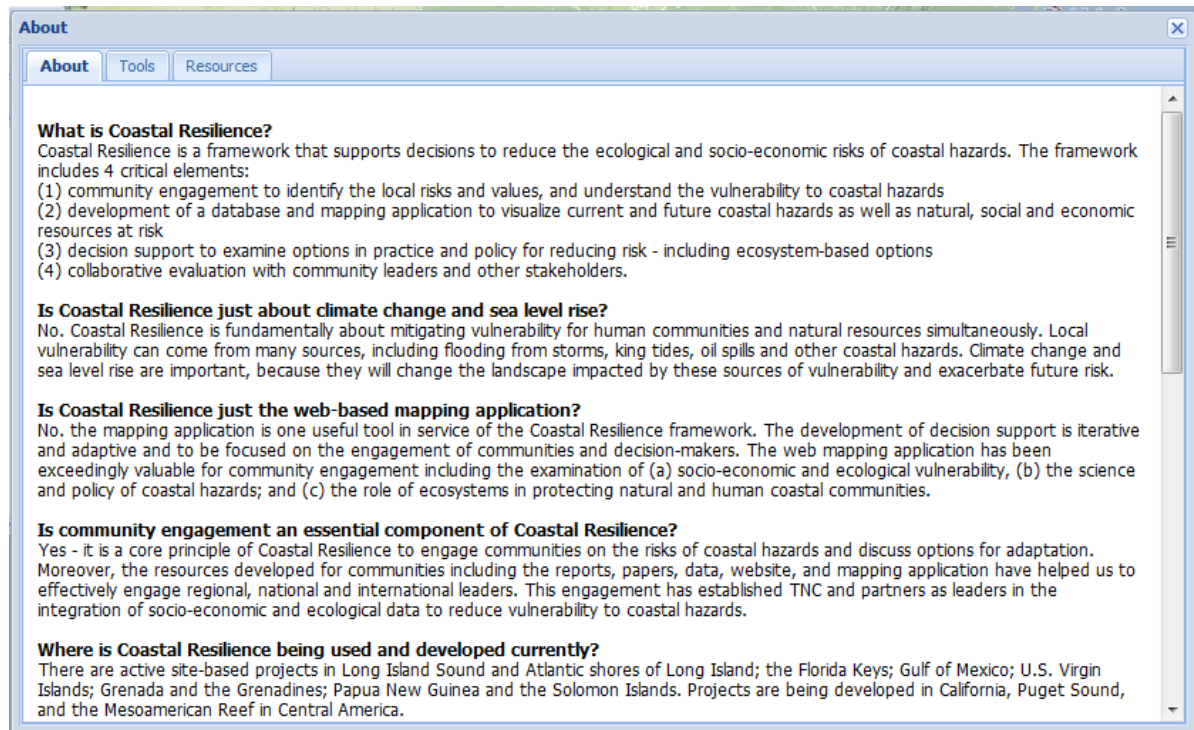 About
About
Tools
Resources
What is Coastal Resilience?
Coastal Resilience is a framework that supports decisions to reduce the ecological and socio-economic risks of coastal hazards. The framework
includes 4 critical elements:
(1) community engagement to identify the local risks and values, and understand the vulnerability to coastal hazards
(2) development of a database and mapping application to visualize current and future coastal hazards as well as natural, social and economic
resources at risk
(3) decision support to examine options in practice and policy for reducing risk - including ecosystem-based options
(4) collaborative evaluation with community leaders and other stakeholders.
Is Coastal Resilience just about climate change and sea level rise?
No. Coastal Resilience is fundamentally about mitigating vulnerability for human communities and natural resources simultaneously. Local
vulnerability can come from many sources, including flooding from storms, king tides, oil spills and other coastal hazards. Climate change and
sea level rise are important, because they will change the landscape impacted by these sources of vulnerability and exacerbate future risk.
Is Coastal Resilience just the web-based mapping application?
No. the mapping application is one useful tool in service of the Coastal Resilience framework. The development of decision support is iterative
and adaptive and to be focused on the engagement of communities and decision-makers. The web mapping application has been
exceedingly valuable for community engagement including the examination of (a) socio-economic and ecological vulnerability, (b) the science
and policy of coastal hazards; and (c) the role of ecosystems in protecting natural and human coastal communities.
Is community engagement an essential component of Coastal Resilience?
Yes - it is a core principle of Coastal Resilience to engage communities on the risks of coastal hazards and discuss options for adaptation.
Moreover, the resources developed for communities including the reports, papers, data, website, and mapping application have helped us to
effectively engage regional, national and international leaders. This engagement has established TNC and partners as leaders in the
integration of socio-economic and ecological data to reduce vulnerability to coastal hazards.
Where is Coastal Resilience being used and developed currently?
There are active site-based projects in Long Island Sound and Atlantic shores of Long Island; the Florida Keys; Gulf of Mexico; U.S. Virgin
Islands; Grenada and the Grenadines; Papua New Guinea and the Solomon Islands. Projects are being developed in California, Puget Sound,
and the Mesoamerican Reef in Central America.